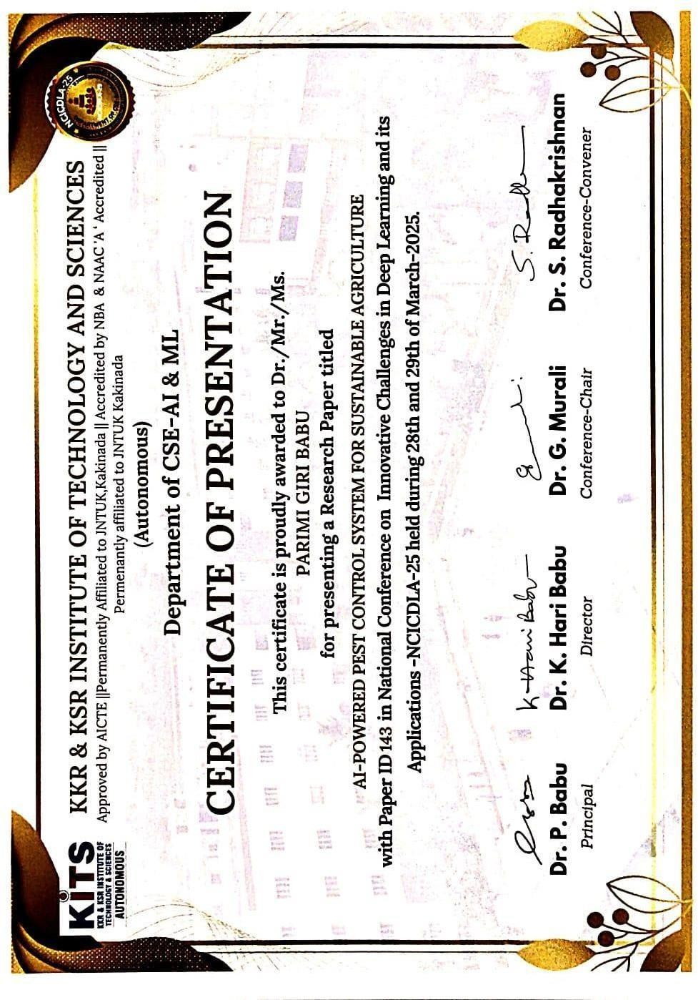 KiTS
KKR & KSR INSTITUTE OF
TECHNOLOGY & SCIENCES
AUTONOMOUS
KKR & KSR INSTITUTE OF TECHNOLOGY AND SCIENCES
Approved by AICTE ||Permanently Affiliated to JNTUK,Kakinada || Accredited by NBA & NAAC 'A' Accredited ||
Permenantly affiliated to JNTUK Kakinada
(Autonomous)
NCICDLA-25
Department of CSE-AI & ML
CERTIFICATE OF PRESENTATION
This certificate is proudly awarded to Dr./Mr./Ms.
PARIMI GIRI BABU
for presenting a Research Paper titled
AI-POWERED PEST CONTROL SYSTEM FOR SUSTAINABLE AGRICULTURE
with Paper ID 143 in National Conference on Innovative Challenges in Deep Learning and its
Applications -NCICDLA-25 held during 28th and 29th of March-2025.
K Hari Babu
S. Radha
Dr. P. Babu
Dr. K. Hari Babu
Dr. G. Murali
Dr. S. Radhakrishnan
Principal
Director
Conference-Chair
Conference-Convener